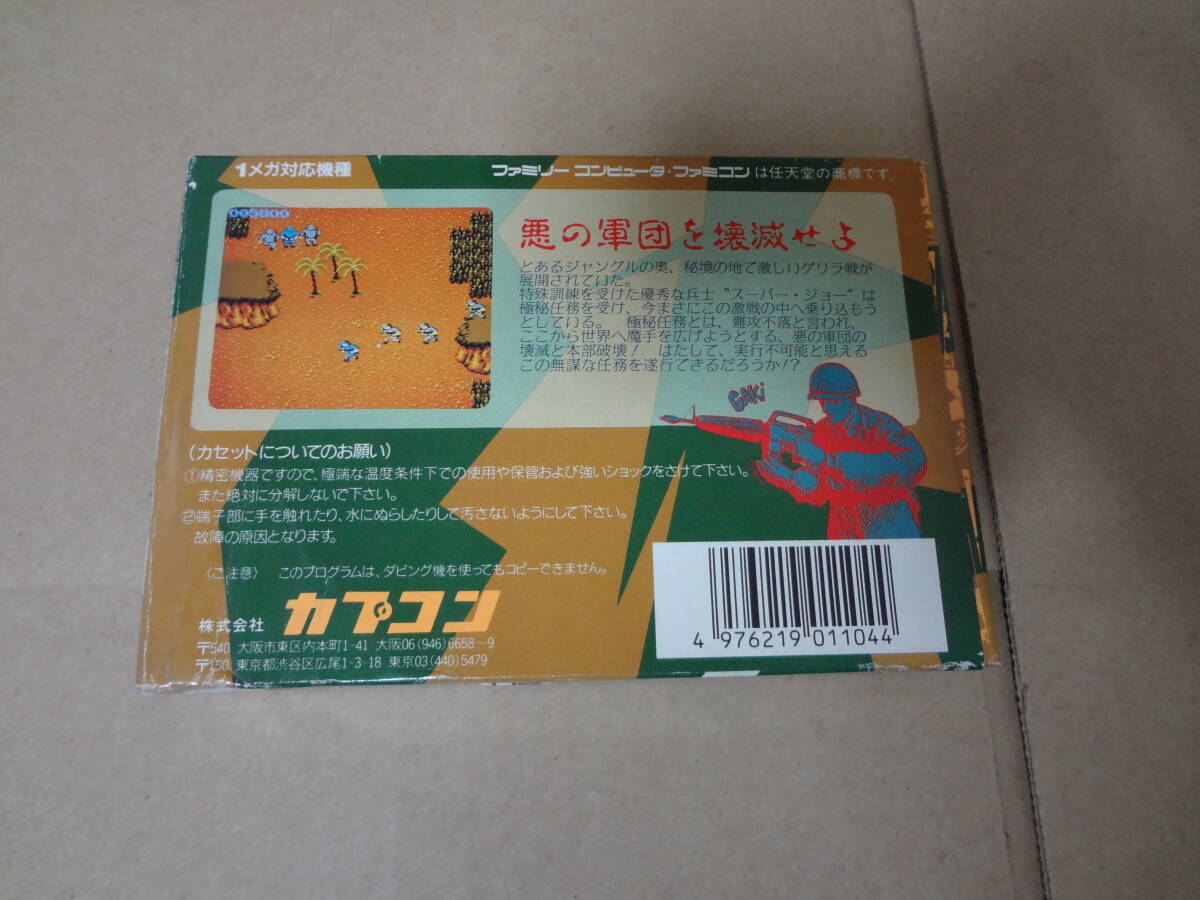 1メガ対応機種
ファミリーコンピュータ・ファミコンは任天堂の商標です。
005800
悪の軍団を壊滅せよ
とあるジャングルの奥、秘境の地で激しいゲリラ戦が
展開されていた。
特殊訓練を受けた優秀な兵士〝スーパー・ジョー〟は
極秘任務を受け、今まさにこの激戦の中へ乗り込もう
としている。 極秘任務とは、難攻不落と言われ、
ここから世界へ魔手を広げようとする、悪の軍団の
壊滅と本部破壊! はたして、実行不可能と思える
この無謀な任務を遂行できるだろうか!?
GAKi
(カセットについてのお願い)
①精密機器ですので、極端な温度条件下での使用や保管および強いショックをさけて下さい。
また絶対に分解しないで下さい。
②端子部に手を触れたり、水にぬらしたりして汚さないようにして下さい。
故障の原因となります。
〈ご注意〉 このプログラムは、ダビング機を使ってもコピーできません。
株式会社 カプコン
〒540 大阪市東区内本町1-41 大阪06(946)6658~9
〒150 東京都渋谷区広尾1-3-18 東京03(440)5479
4 976219 011044